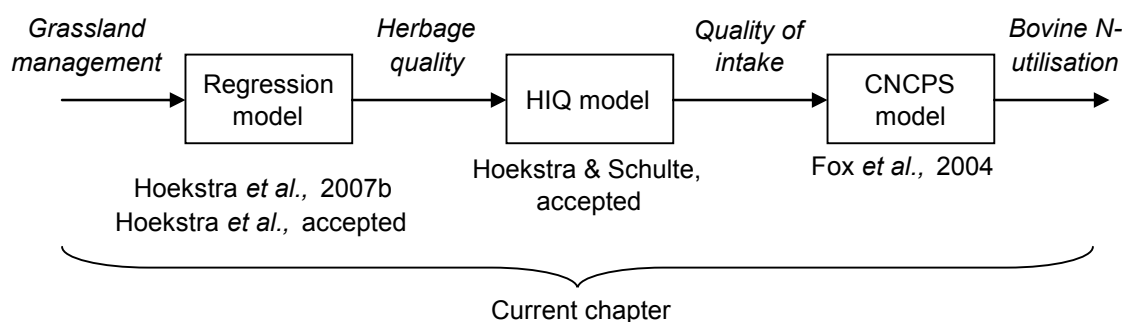 Grassland management
Herbage quality
Quality of intake
Bovine N-utilisation
Regression model
HIQ model
CNCPS model
Hoekstra et al., 2007b
Hoekstra et al., accepted
Hoekstra & Schulte, accepted
Fox et al., 2004
Current chapter